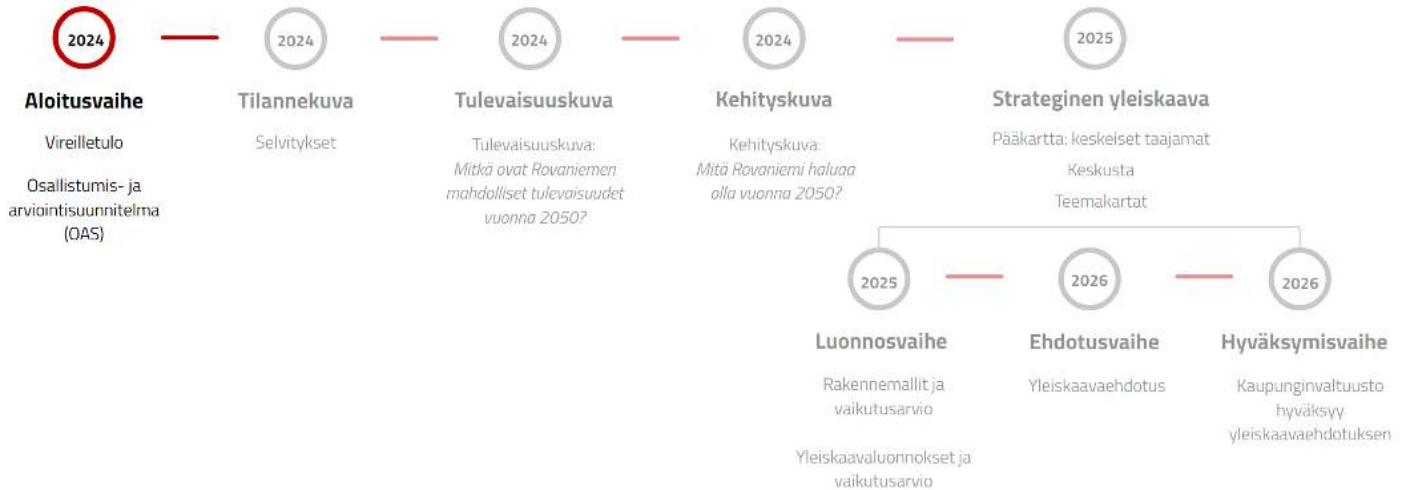 2024
Aloitusvaihe
Vireilletulo
Osallistumis- ja
arviointisuunnitelma
(OAS)
2024
Tilannekuva
Selvitykset
2024
Tulevaisuuskuva
Tulevaisuuskuva:
Mitkä ovat Rovaniemen
mahdolliset tulevaisuudet
vuonna 2050?
2024
Kehityskuva
Kehityskuva:
Mitä Rovaniemi haluaa
olla vuonna 2050?
2025
Strateginen yleiskaava
Pääkartta: keskeiset taajamat
Keskusta
Teemakartat
2025
Luonnosvaihe
Rakennemallit ja
vaikutusarvio
Yleiskaavaluonnokset ja
vaikutusarvio
2026
Ehdotusvaihe
Yleiskaavaehdotus
2026
Hyväksymisvaihe
Kaupunginvaltuusto
hyväksyy
yleiskaavaehdotuksen